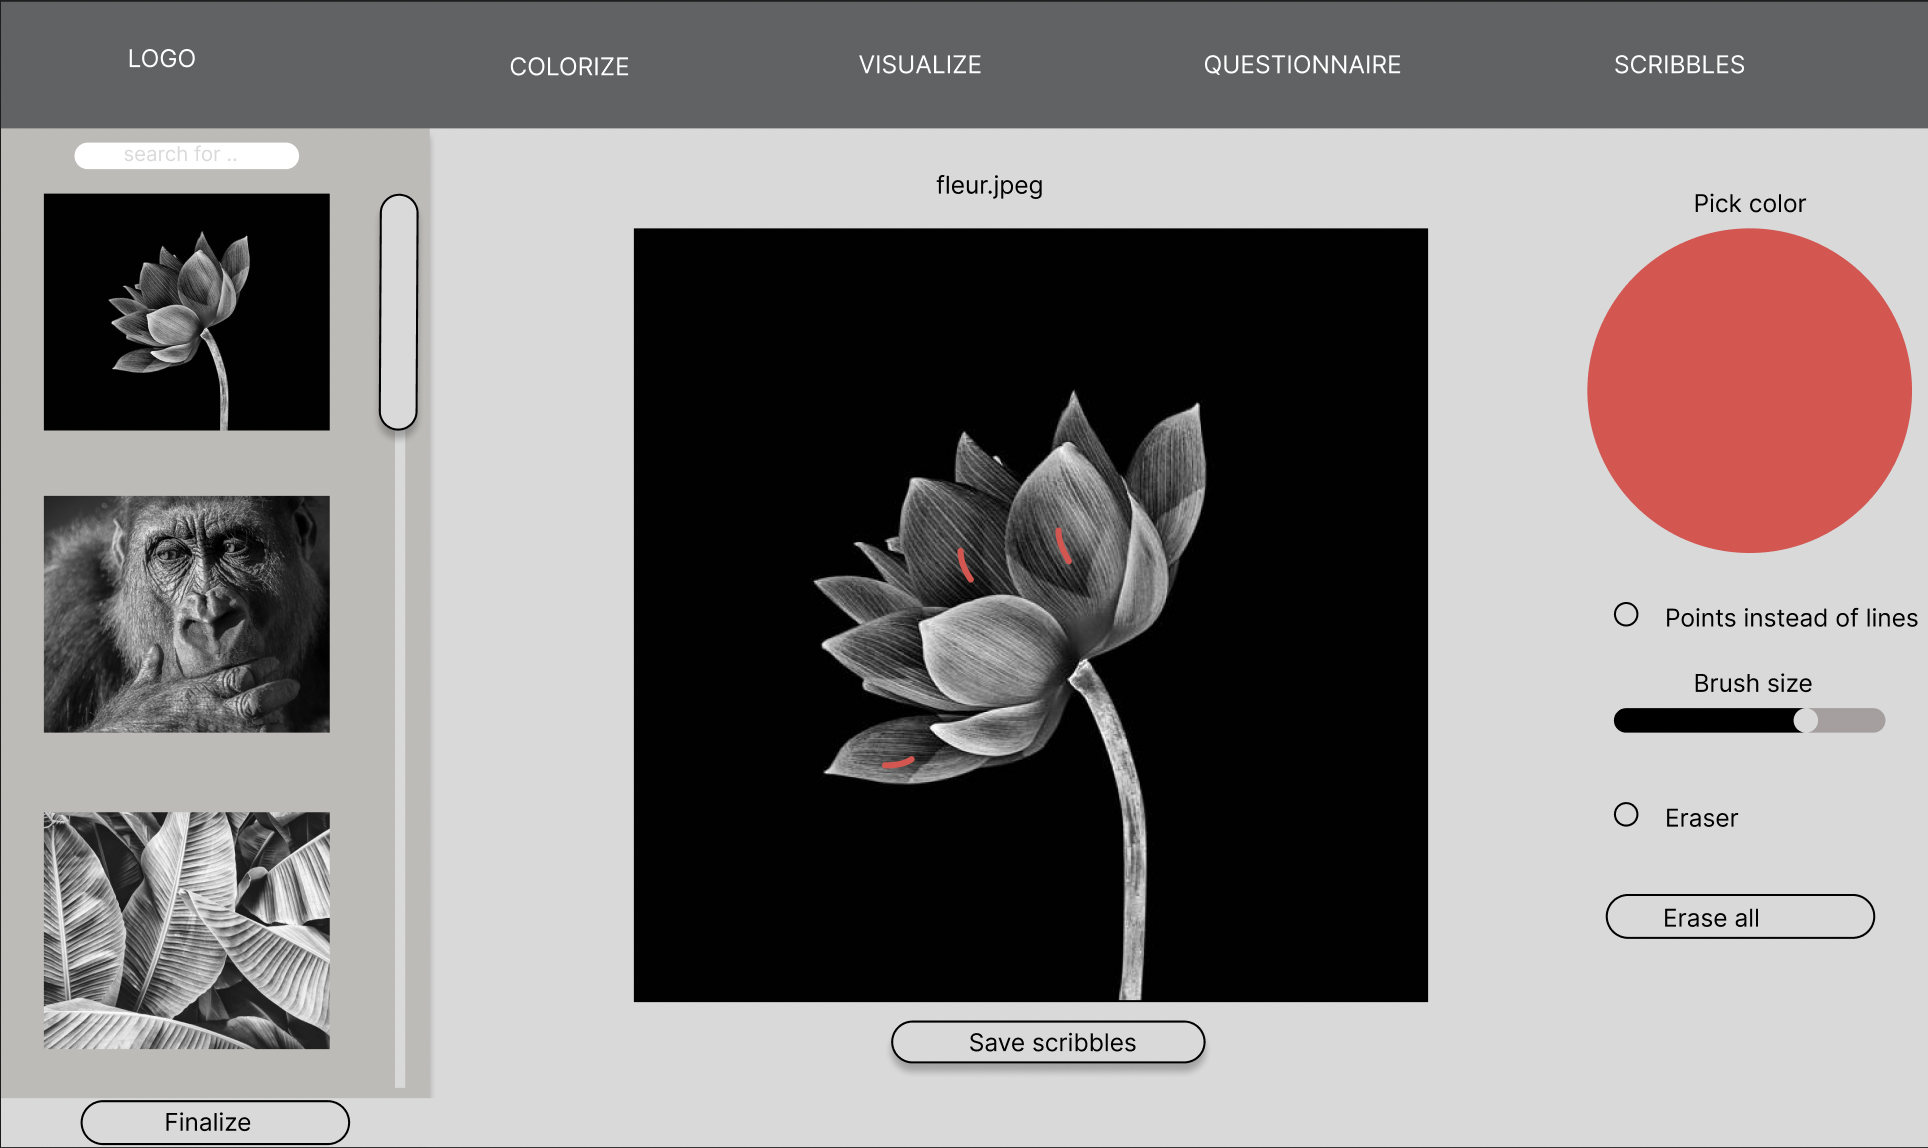 LOGO
COLORIZE
VISUALIZE
QUESTIONNAIRE
SCRIBBLES
search for ..
fleur.jpeg
Pick color
Points instead of lines
Brush size
Eraser
Erase all
Save scribbles
Finalize